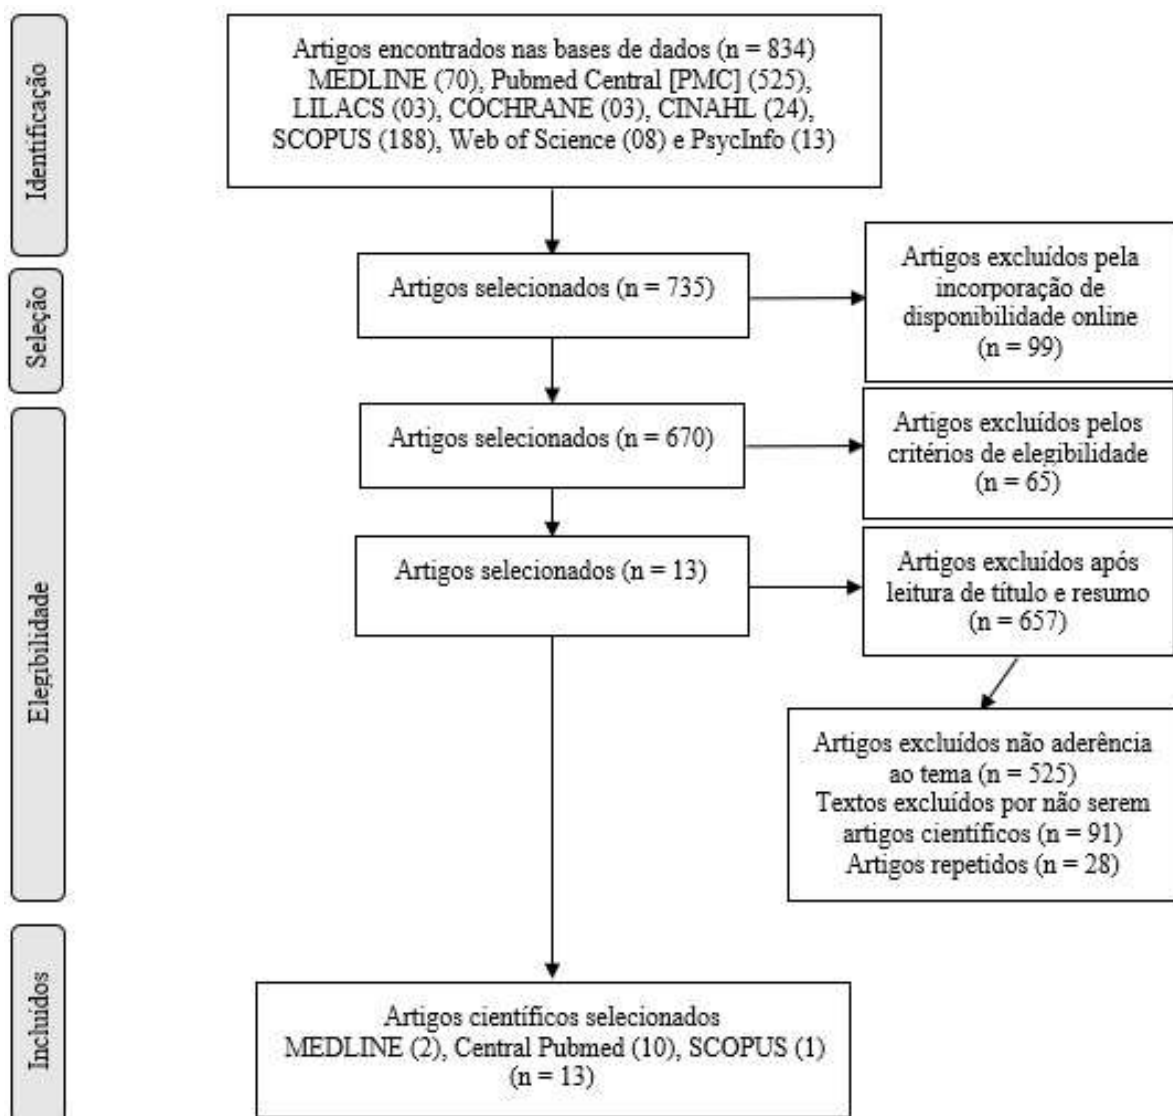 Identificação
Artigos encontrados nas bases de dados (n = 834)
MEDLINE (70), Pubmed Central [PMC] (525),
LILACS (03), COCHRANE (03), CINAHL (24),
SCOPUS (188), Web of Science (08) e PsycInfo (13)
Seleção
Artigos selecionados (n = 735)
Artigos excluídos pela
incorporação de
disponibilidade online
(n = 99)
Elegibilidade
Artigos selecionados (n = 670)
Artigos excluídos pelos
critérios de elegibilidade
(n = 65)
Artigos selecionados (n = 13)
Artigos excluídos após
leitura de título e resumo
(n = 657)
Artigos excluídos não aderência
ao tema (n = 525)
Textos excluídos por não serem
artigos científicos (n = 91)
Artigos repetidos (n = 28)
Incluídos
Artigos científicos selecionados
MEDLINE (2), Central Pubmed (10), SCOPUS (1)
(n = 13)